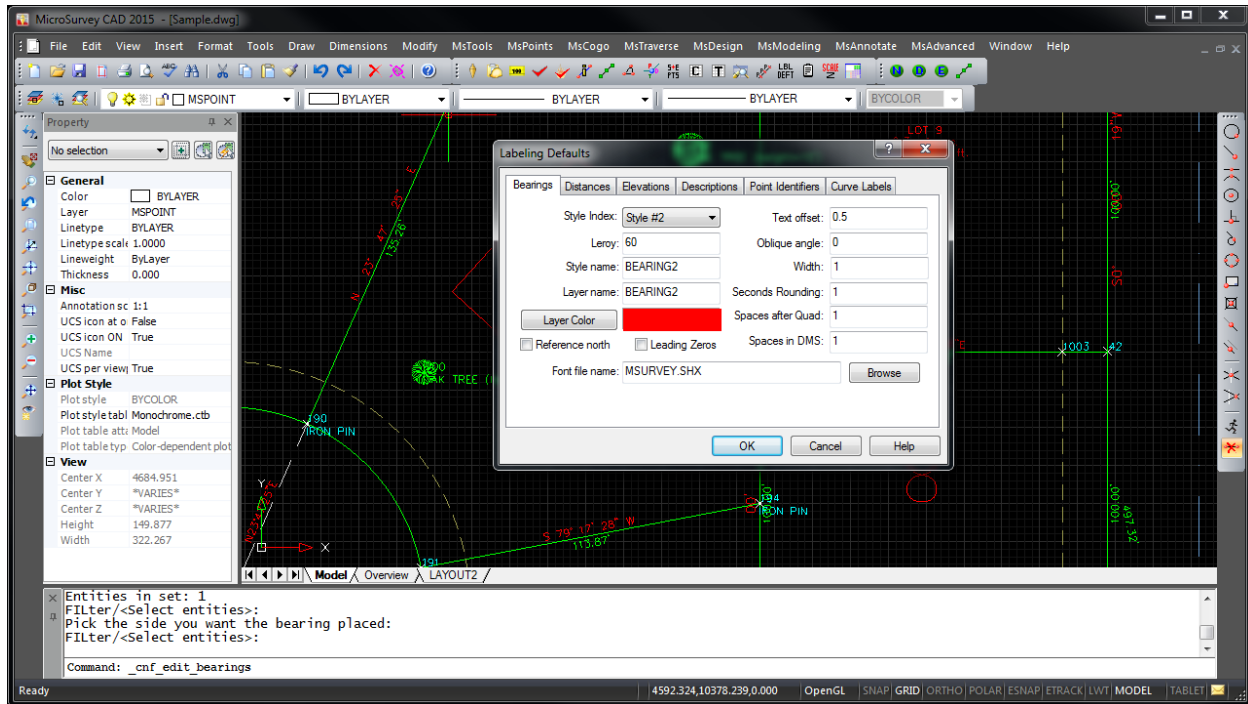 MicroSurvey CAD 2015 - [Sample.dwg]
File Edit View Insert Format Tools Draw Dimensions Modify MsTools MsPoints MsCogo MsTraverse MsDesign MsModeling MsAnnotate MsAdvanced Window Help
MSPOINT BYLAYER BYLAYER BYLAYER BYCOLOR
Property
No selection
General
Color BYLAYER
Layer MSPOINT
Linetype BYLAYER
Linetype scale 1.0000
Lineweight ByLayer
Thickness 0.000
Misc
Annotation sc 1:1
UCS icon at o False
UCS icon ON True
UCS Name
UCS per view True
Plot Style
Plot style BYCOLOR
Plot style tabl Monochrome.ctb
Plot table atta Model
Plot table typ Color-dependent plot
View
Center X 4684.951
Center Y *VARIES*
Center Z *VARIES*
Height 149.877
Width 322.267
Labeling Defaults
Bearings Distances Elevations Descriptions Point Identifiers Curve Labels
Style Index: Style #2 Text offset: 0.5
Leroy: 60 Oblique angle: 0
Style name: BEARING2 Width: 1
Layer name: BEARING2 Seconds Rounding: 1
Layer Color Spaces after Quad: 1
Reference north Leading Zeros Spaces in DMS: 1
Font file name: MSURVEY.SHX Browse
OK Cancel Help
LOT 9
N 23° 47' 25" E
135.26'
TREE
190
IRON PIN
1003 42
100.00'
194
IRON PIN
S 79° 17' 28" W
113.87'
191
100.00'
497.32'
Y
X
Model Overview LAYOUT2
Entities in set: 1
FILter/<Select entities>:
Pick the side you want the bearing placed:
FILter/<Select entities>:
Command: _cnf_edit_bearings
Ready 4592.324,10378.239,0.000 OpenGL SNAP GRID ORTHO POLAR ESNAP ETRACK LWT MODEL TABLET